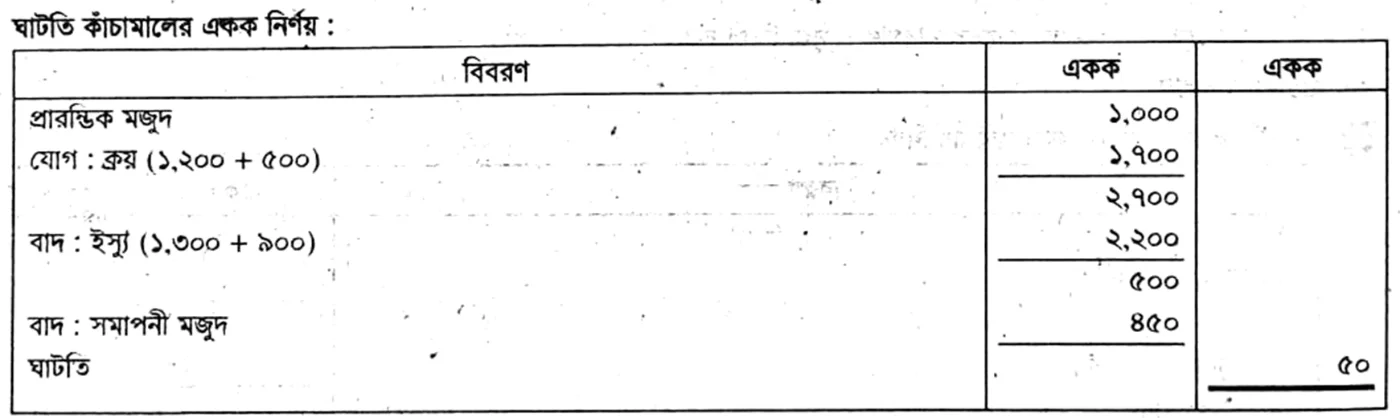 ঘাটতি কাঁচামালের একক নির্ণয় :
বিবরণ একক একক
প্রারম্ভিক মজুদ ১,০০০
যোগ : ক্রয় (১,২০০ + ৫০০) ১,৭০০
২,৭০০
বাদ : ইস্যু (১,৩০০ + ৯০০) ২,২০০
৫০০
বাদ : সমাপনী মজুদ ৪৫০
ঘাটতি ৫০